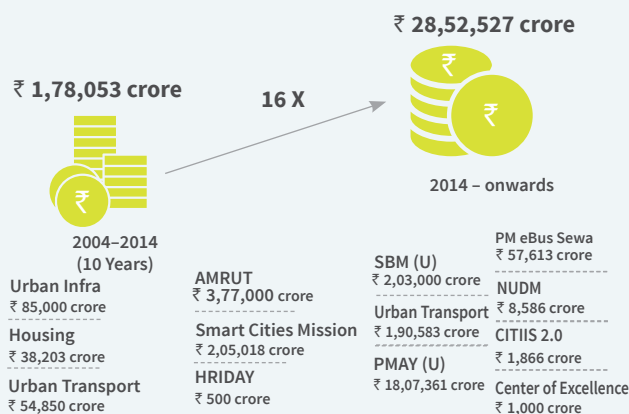 ₹ 28,52,527 crore
₹ 1,78,053 crore
16 X
₹
₹
₹
2014 – onwards
2004–2014
(10 Years)
Urban Infra
₹ 85,000 crore
Housing
₹ 38,203 crore
Urban Transport
₹ 54,850 crore
AMRUT
₹ 3,77,000 crore
Smart Cities Mission
₹ 2,05,018 crore
HRIDAY
₹ 500 crore
SBM (U)
₹ 2,03,000 crore
Urban Transport
₹ 1,90,583 crore
PMAY (U)
₹ 18,07,361 crore
PM eBus Sewa
₹ 57,613 crore
NUDM
₹ 8,586 crore
CITIIS 2.0
₹ 1,866 crore
Center of Excellence
₹ 1,000 crore